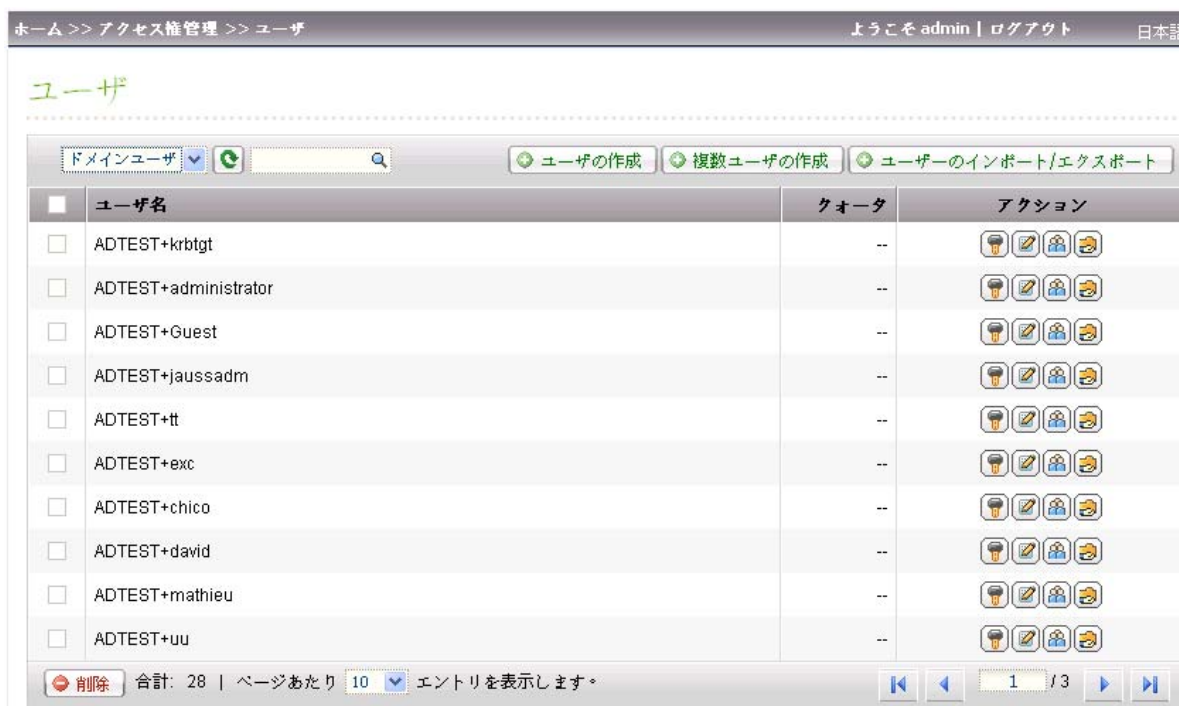 ホーム >> アクセス権管理 >> ユーザ ようこそ admin | ログアウト 日本語
ユーザ
ドメインユーザ ユーザの作成 複数ユーザの作成 ユーザーのインポート/エクスポート
ユーザ名 クォータ アクション
ADTEST+krbtgt --
ADTEST+administrator --
ADTEST+Guest --
ADTEST+jaussadm --
ADTEST+tt --
ADTEST+exc --
ADTEST+chico --
ADTEST+david --
ADTEST+mathieu --
ADTEST+uu --
削除 合計: 28 | ページあたり 10 エントリを表示します。 1 / 3